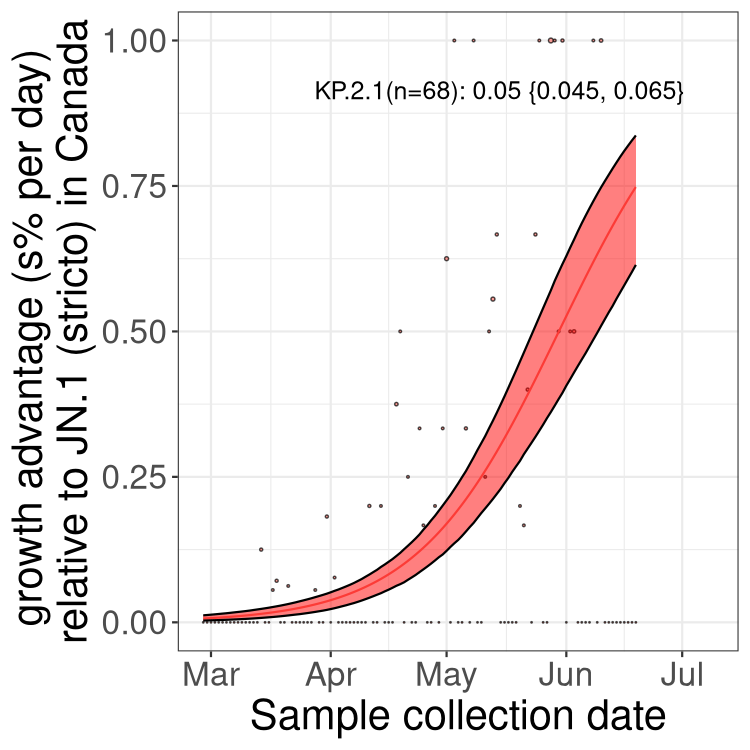 growth advantage (s% per day)
relative to JN.1 (stricto) in Canada
1.00
KP.2.1(n=68): 0.05 {0.045, 0.065}
0.75
0.50
0.25
0.00
Mar Apr May Jun Jul
Sample collection date